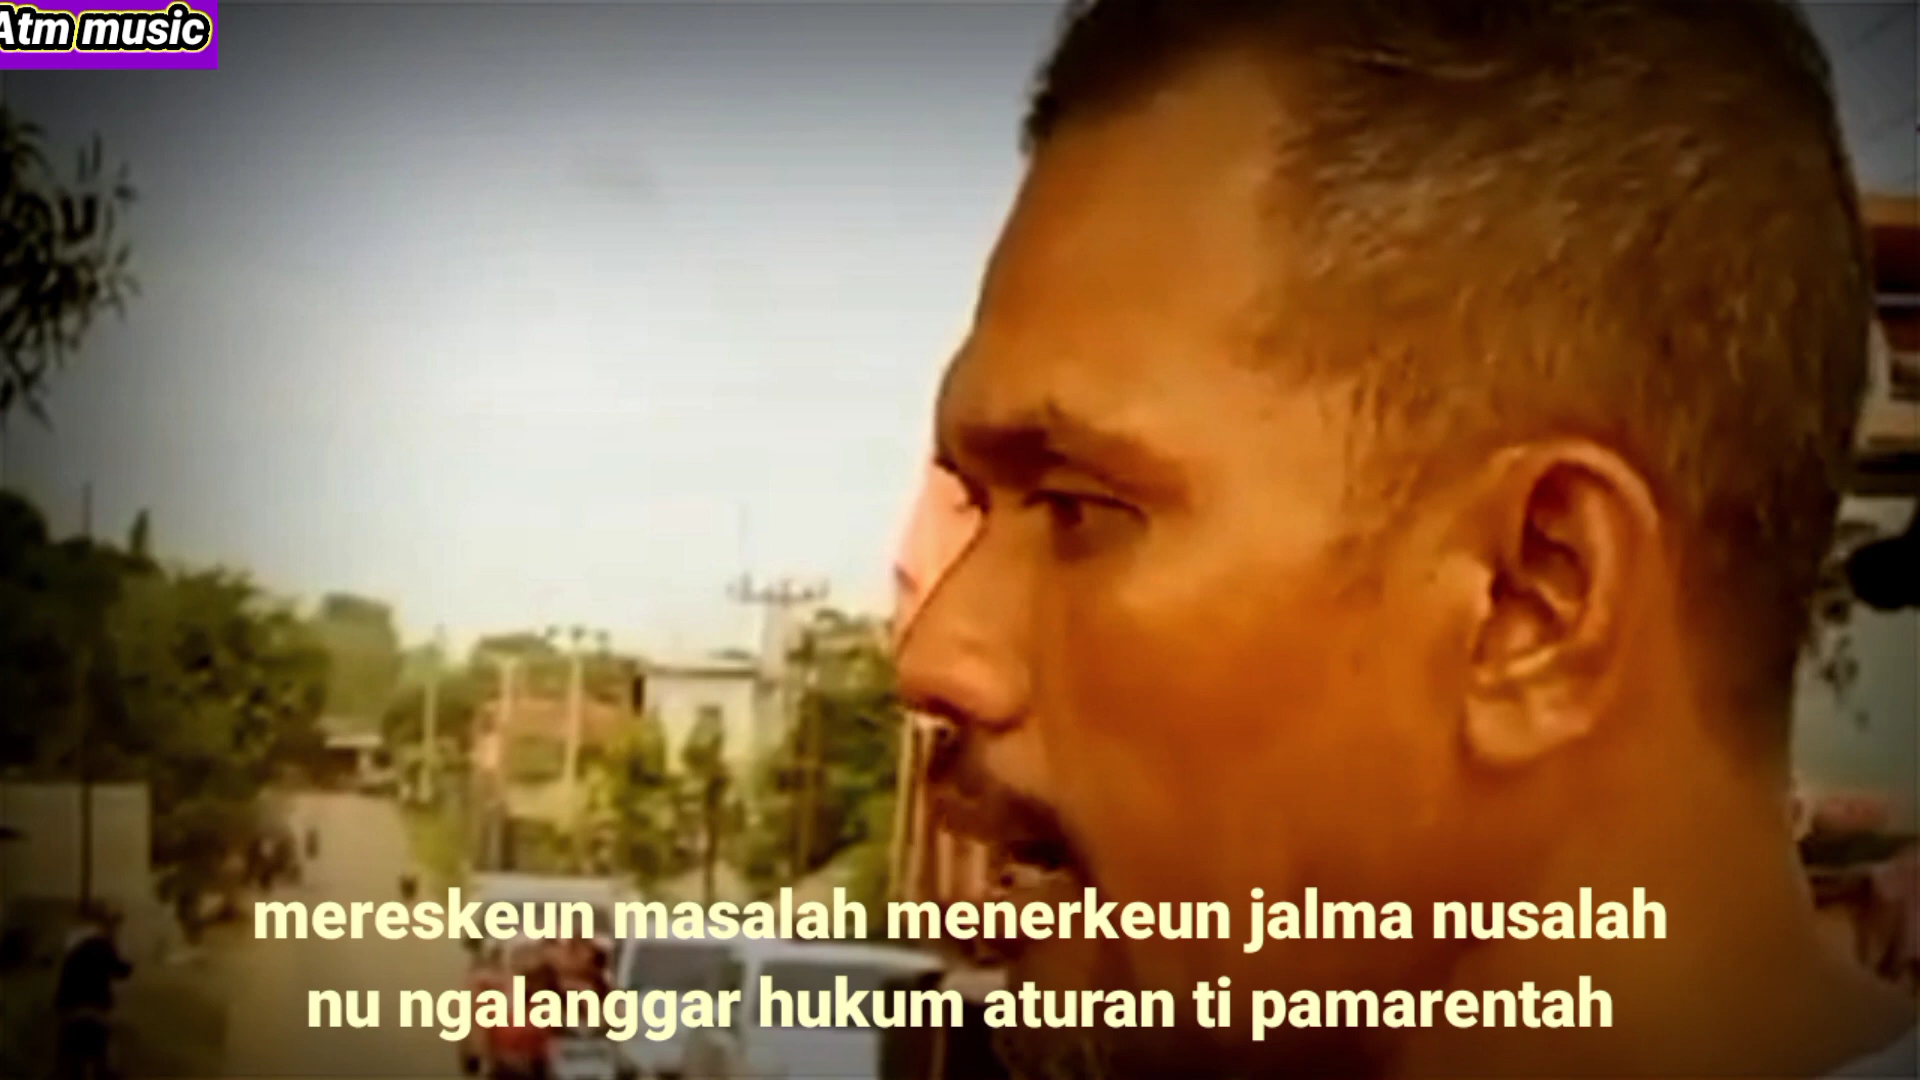 Atm music
mereskeun masalah menerkeun jalma nusalah
nu ngalanggar hukum aturan ti pamarentah